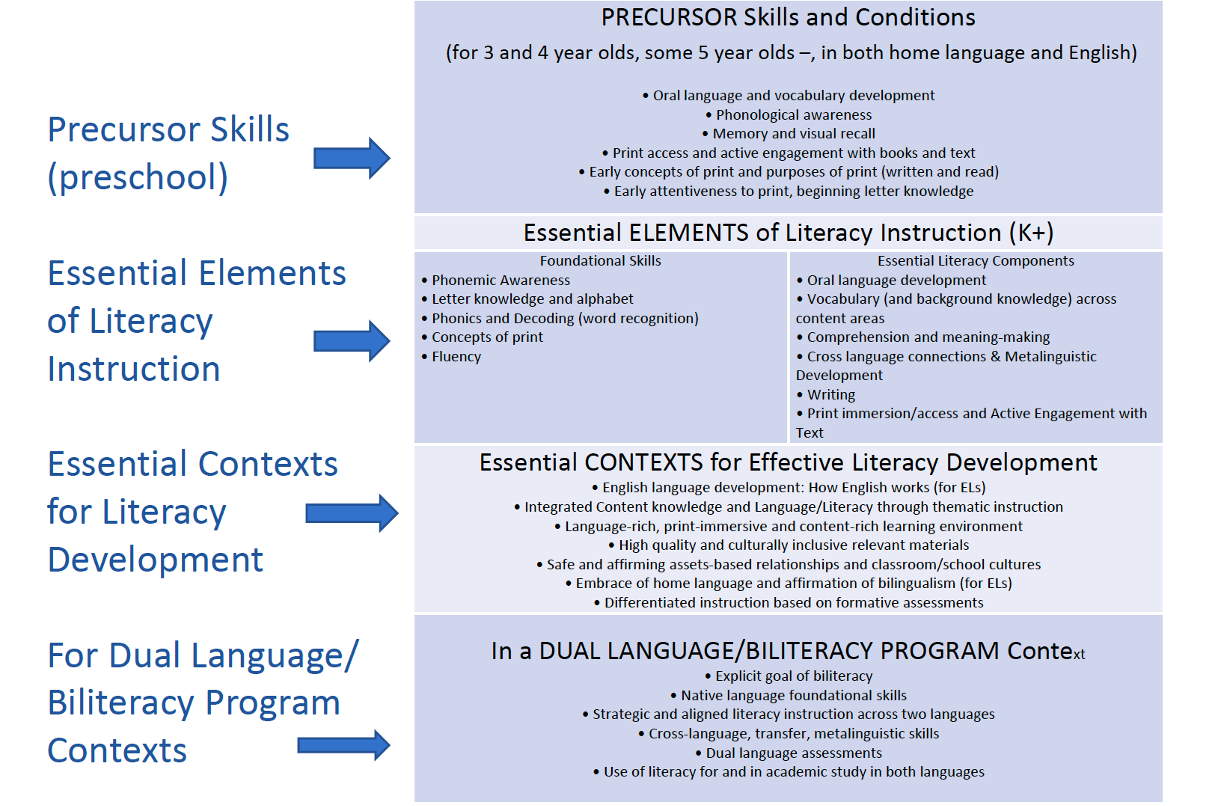 Precursor Skills
(preschool)
PRECURSOR Skills and Conditions
(for 3 and 4 year olds, some 5 year olds –, in both home language and English)
• Oral language and vocabulary development
• Phonological awareness
• Memory and visual recall
• Print access and active engagement with books and text
• Early concepts of print and purposes of print (written and read)
• Early attentiveness to print, beginning letter knowledge
Essential Elements
of Literacy
Instruction
Essential ELEMENTS of Literacy Instruction (K+)
Foundational Skills
• Phonemic Awareness
• Letter knowledge and alphabet
• Phonics and Decoding (word recognition)
• Concepts of print
• Fluency
Essential Literacy Components
• Oral language development
• Vocabulary (and background knowledge) across
content areas
• Comprehension and meaning-making
• Cross language connections & Metalinguistic
Development
• Writing
• Print immersion/access and Active Engagement with
Text
Essential Contexts
for Literacy
Development
Essential CONTEXTS for Effective Literacy Development
• English language development: How English works (for ELs)
• Integrated Content knowledge and Language/Literacy through thematic instruction
• Language-rich, print-immersive and content-rich learning environment
• High quality and culturally inclusive relevant materials
• Safe and affirming assets-based relationships and classroom/school cultures
• Embrace of home language and affirmation of bilingualism (for ELs)
• Differentiated instruction based on formative assessments
For Dual Language/
Biliteracy Program
Contexts
In a DUAL LANGUAGE/BILITERACY PROGRAM Context
• Explicit goal of biliteracy
• Native language foundational skills
• Strategic and aligned literacy instruction across two languages
• Cross-language, transfer, metalinguistic skills
• Dual language assessments
• Use of literacy for and in academic study in both languages